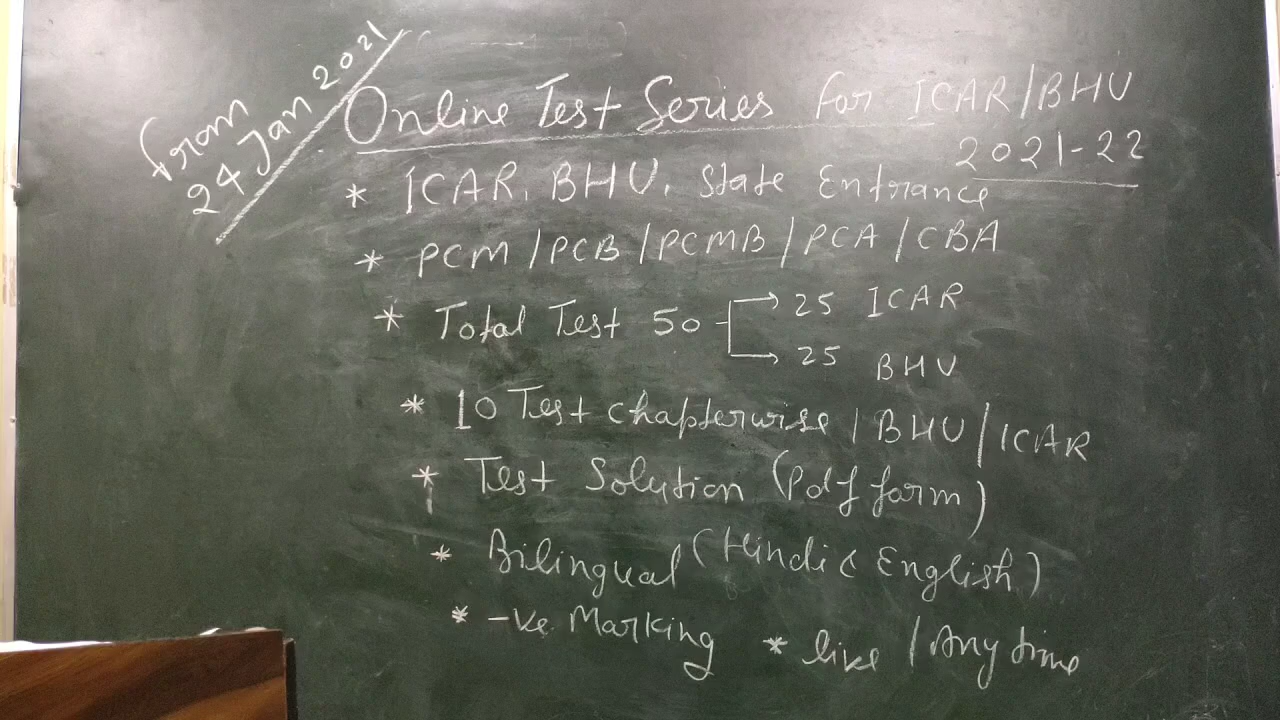 from
24 Jan 2021
Online Test Series for ICAR/BHU
2021-22
* ICAR, BHU, State Entrance
* PCM/PCB/PCMB/PCA/CBA
* Total Test 50 → 25 ICAR
→ 25 BHU
* 10 Test chapterwise / BHU/ICAR
* Test Solution (Pdf form)
* Bilingual (Hindi & English)
* -ve Marking * live / Any time